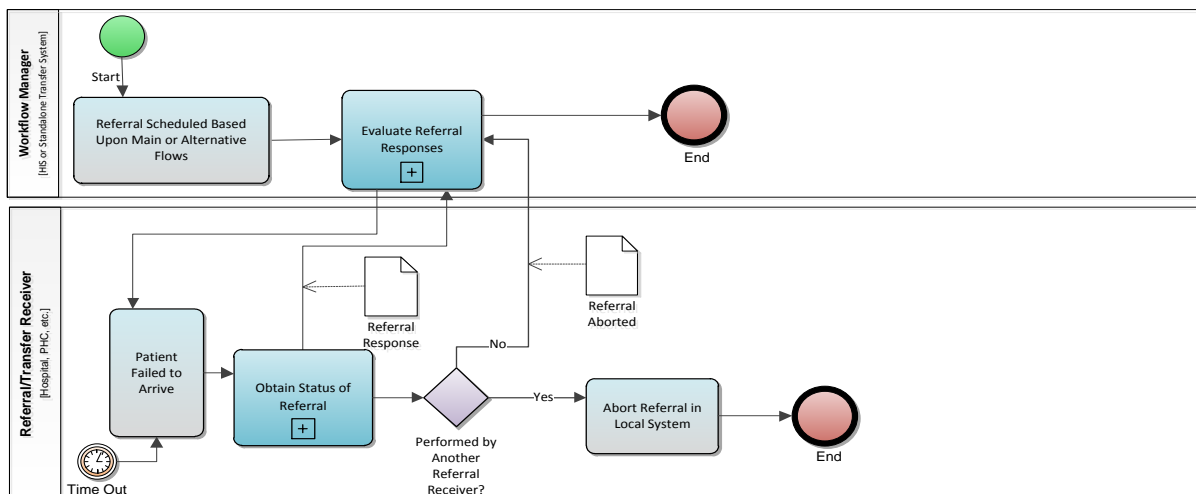 Workflow Manager
[HIS or Standalone Transfer System]
Start
Referral Scheduled Based
Upon Main or Alternative
Flows
Evaluate Referral
Responses
End
Referral/Transfer Receiver
[Hospital, PHC, etc.]
Referral
Response
Referral
Aborted
Patient
Failed to
Arrive
Obtain Status of
Referral
No
Yes
Performed by
Another
Referral
Receiver?
Abort Referral in
Local System
End
Time Out